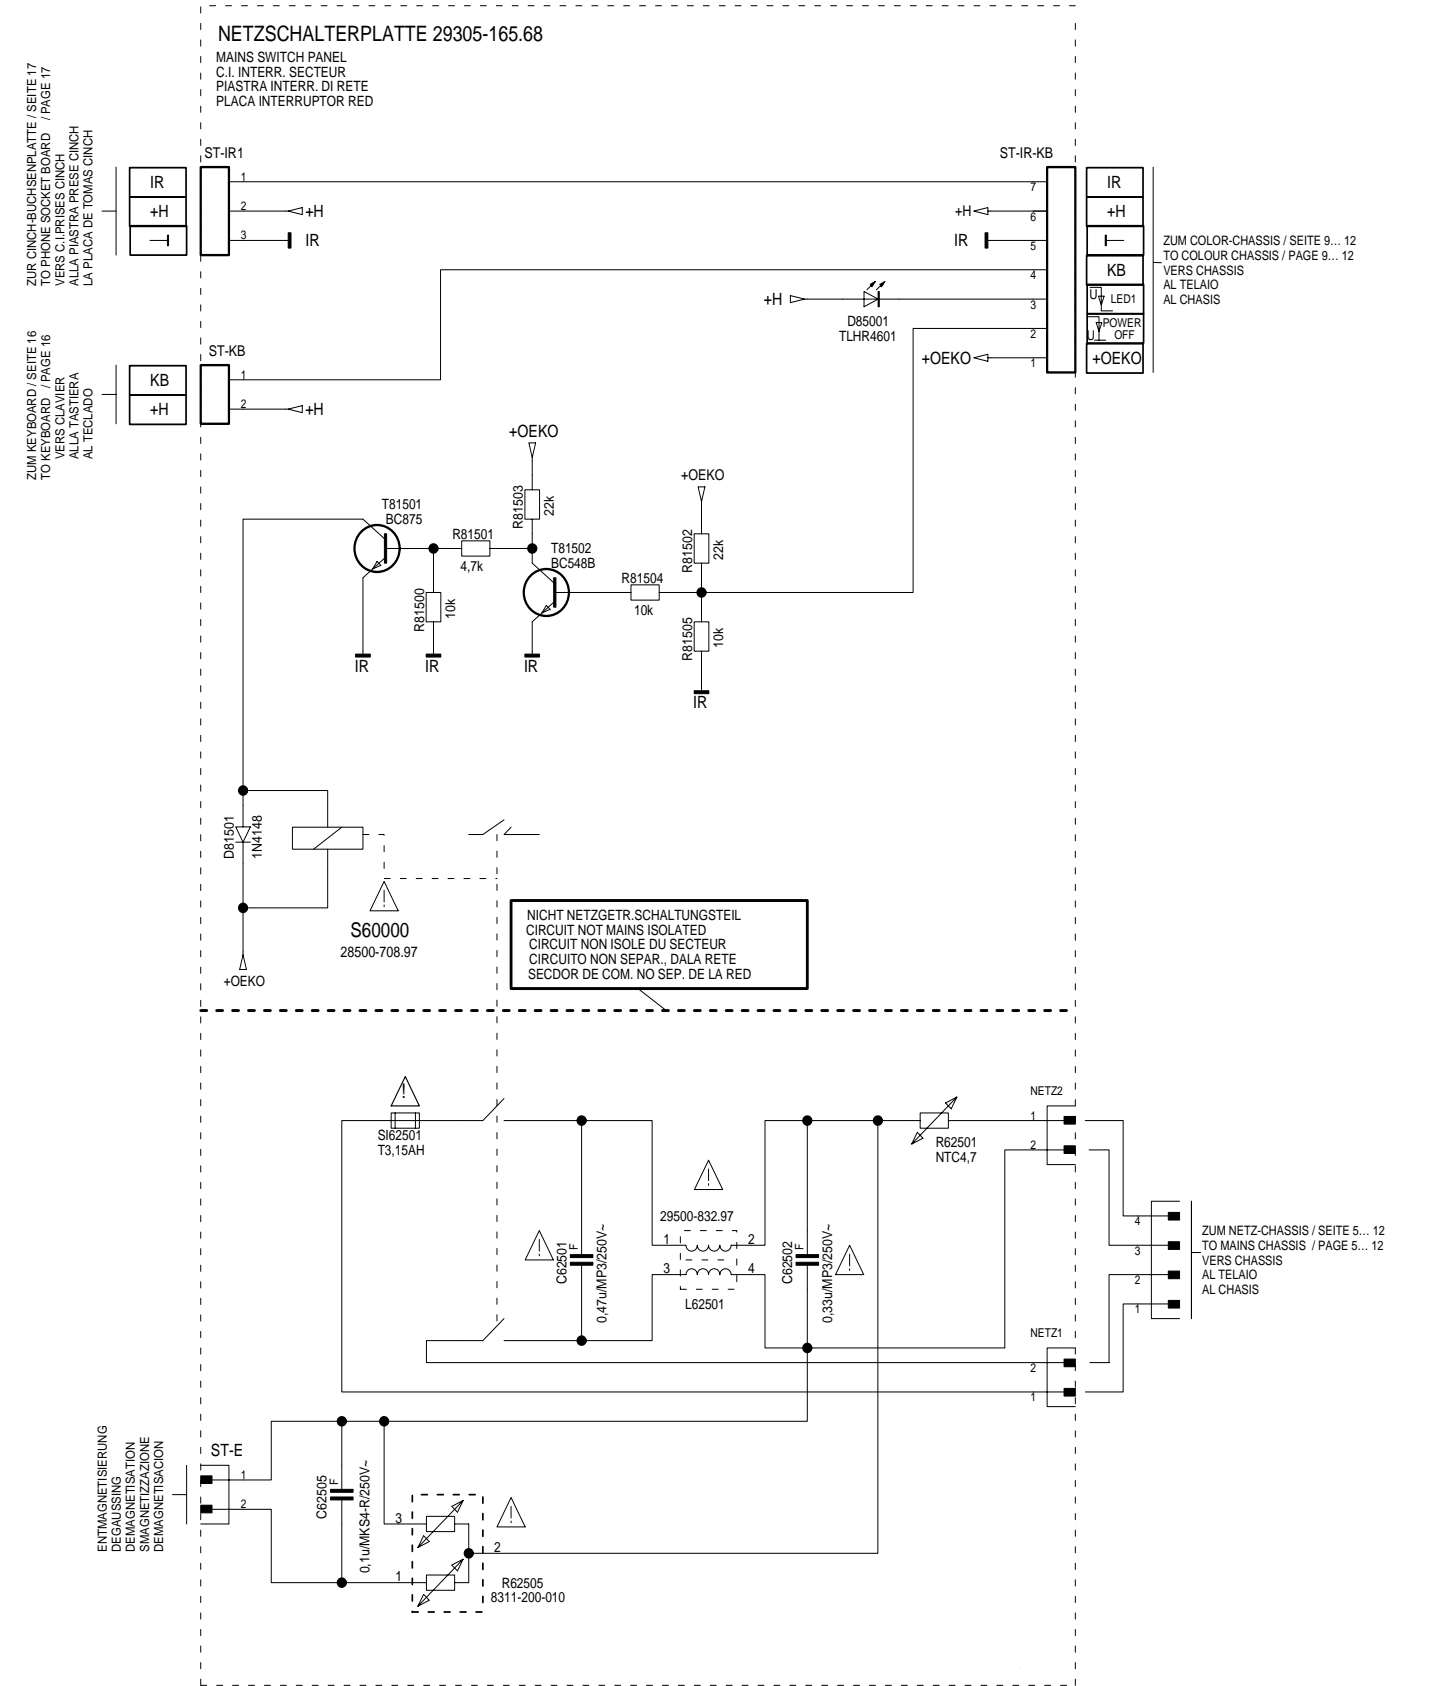 NETZSCHALTERPLATTE 29305-165.68
MAINS SWITCH PANEL
C.I. INTERR. SECTEUR
PIASTRA INTERR. DI RETE
PLACA INTERRUPTOR RED
ZUR CINCH-BUCHSENPLATTE / SEITE 17
TO PHONE SOCKET BOARD / PAGE 17
VERS C.I.PRISES CINCH
ALLA PIASTRA PRESE CINCH
LA PLACA DE TOMAS CINCH
ST-IR1
IR
+H
1
2
3
+H
IR
ST-IR-KB
7
6
5
4
3
2
1
+H
IR
IR
+H
KB
U LED1
U POWER
OFF
+OEKO
ZUM COLOR-CHASSIS / SEITE 9... 12
TO COLOUR CHASSIS / PAGE 9... 12
VERS CHASSIS
AL TELAIO
AL CHASIS
+H
D85001
TLHR4601
+OEKO
ZUM KEYBOARD / SEITE 16
TO KEYBOARD / PAGE 16
VERS CLAVIER
ALLA TASTIERA
AL TECLADO
ST-KB
KB
+H
1
2
+H
+OEKO
R81503
22k
+OEKO
R81502
22k
T81501
BC875
R81501
4,7k
T81502
BC548B
R81504
10k
R81500
10k
R81505
10k
IR
IR
IR
IR
D81501
1N4148
S60000
28500-708.97
+OEKO
NICHT NETZGETR.SCHALTUNGSTEIL
CIRCUIT NOT MAINS ISOLATED
CIRCUIT NON ISOLE DU SECTEUR
CIRCUITO NON SEPAR., DALA RETE
SECDOR DE COM. NO SEP. DE LA RED
!
!
SI62501
T3,15AH
NETZ2
1
2
R62501
NTC4,7
!
29500-832.97
1
2
3
4
L62501
!
C62501
F
0,47u/MP3/250V~
C62502
F
0,33u/MP3/250V~
!
4
3
2
1
ZUM NETZ-CHASSIS / SEITE 5... 12
TO MAINS CHASSIS / PAGE 5... 12
VERS CHASSIS
AL TELAIO
AL CHASIS
NETZ1
2
1
ENTMAGNETISIERUNG
DEGAUSSING
DEMAGNETISATION
SMAGNETIZZAZIONE
DEMAGNETISACION
ST-E
1
2
C62505
F
0,1u/MKS4-R/250V~
3
1
2
!
R62505
8311-200-010